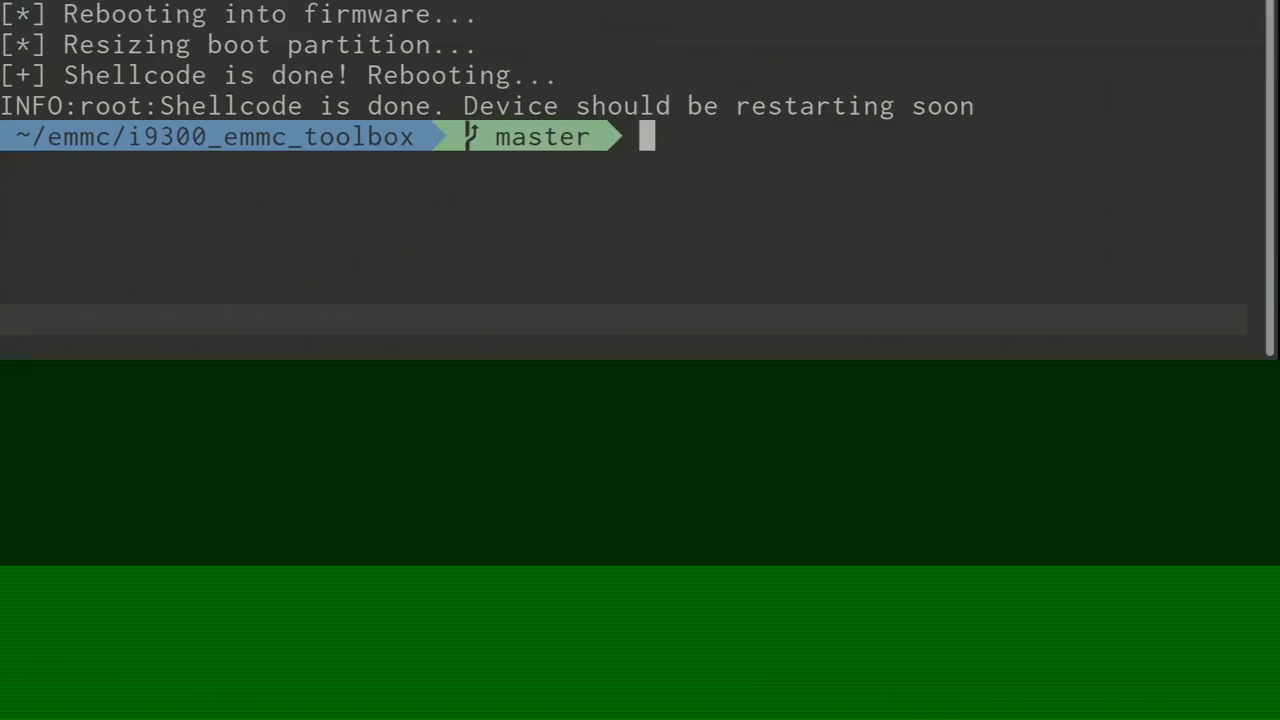 [*] Rebooting into firmware...
[*] Resizing boot partition...
[+] Shellcode is done! Rebooting...
INFO:root:Shellcode is done. Device should be restarting soon
~/emmc/i9300_emmc_toolbox master